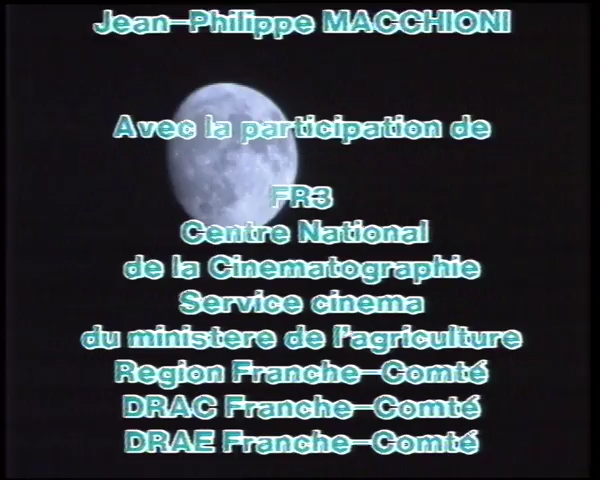 Jean-Philippe MACCHIONI
Avec la participation de
FR3
Centre National
de la Cinematographie
Service cinema
du ministere de l'agriculture
Region Franche-Comté
DRAC Franche-Comté
DRAE Franche-Comté